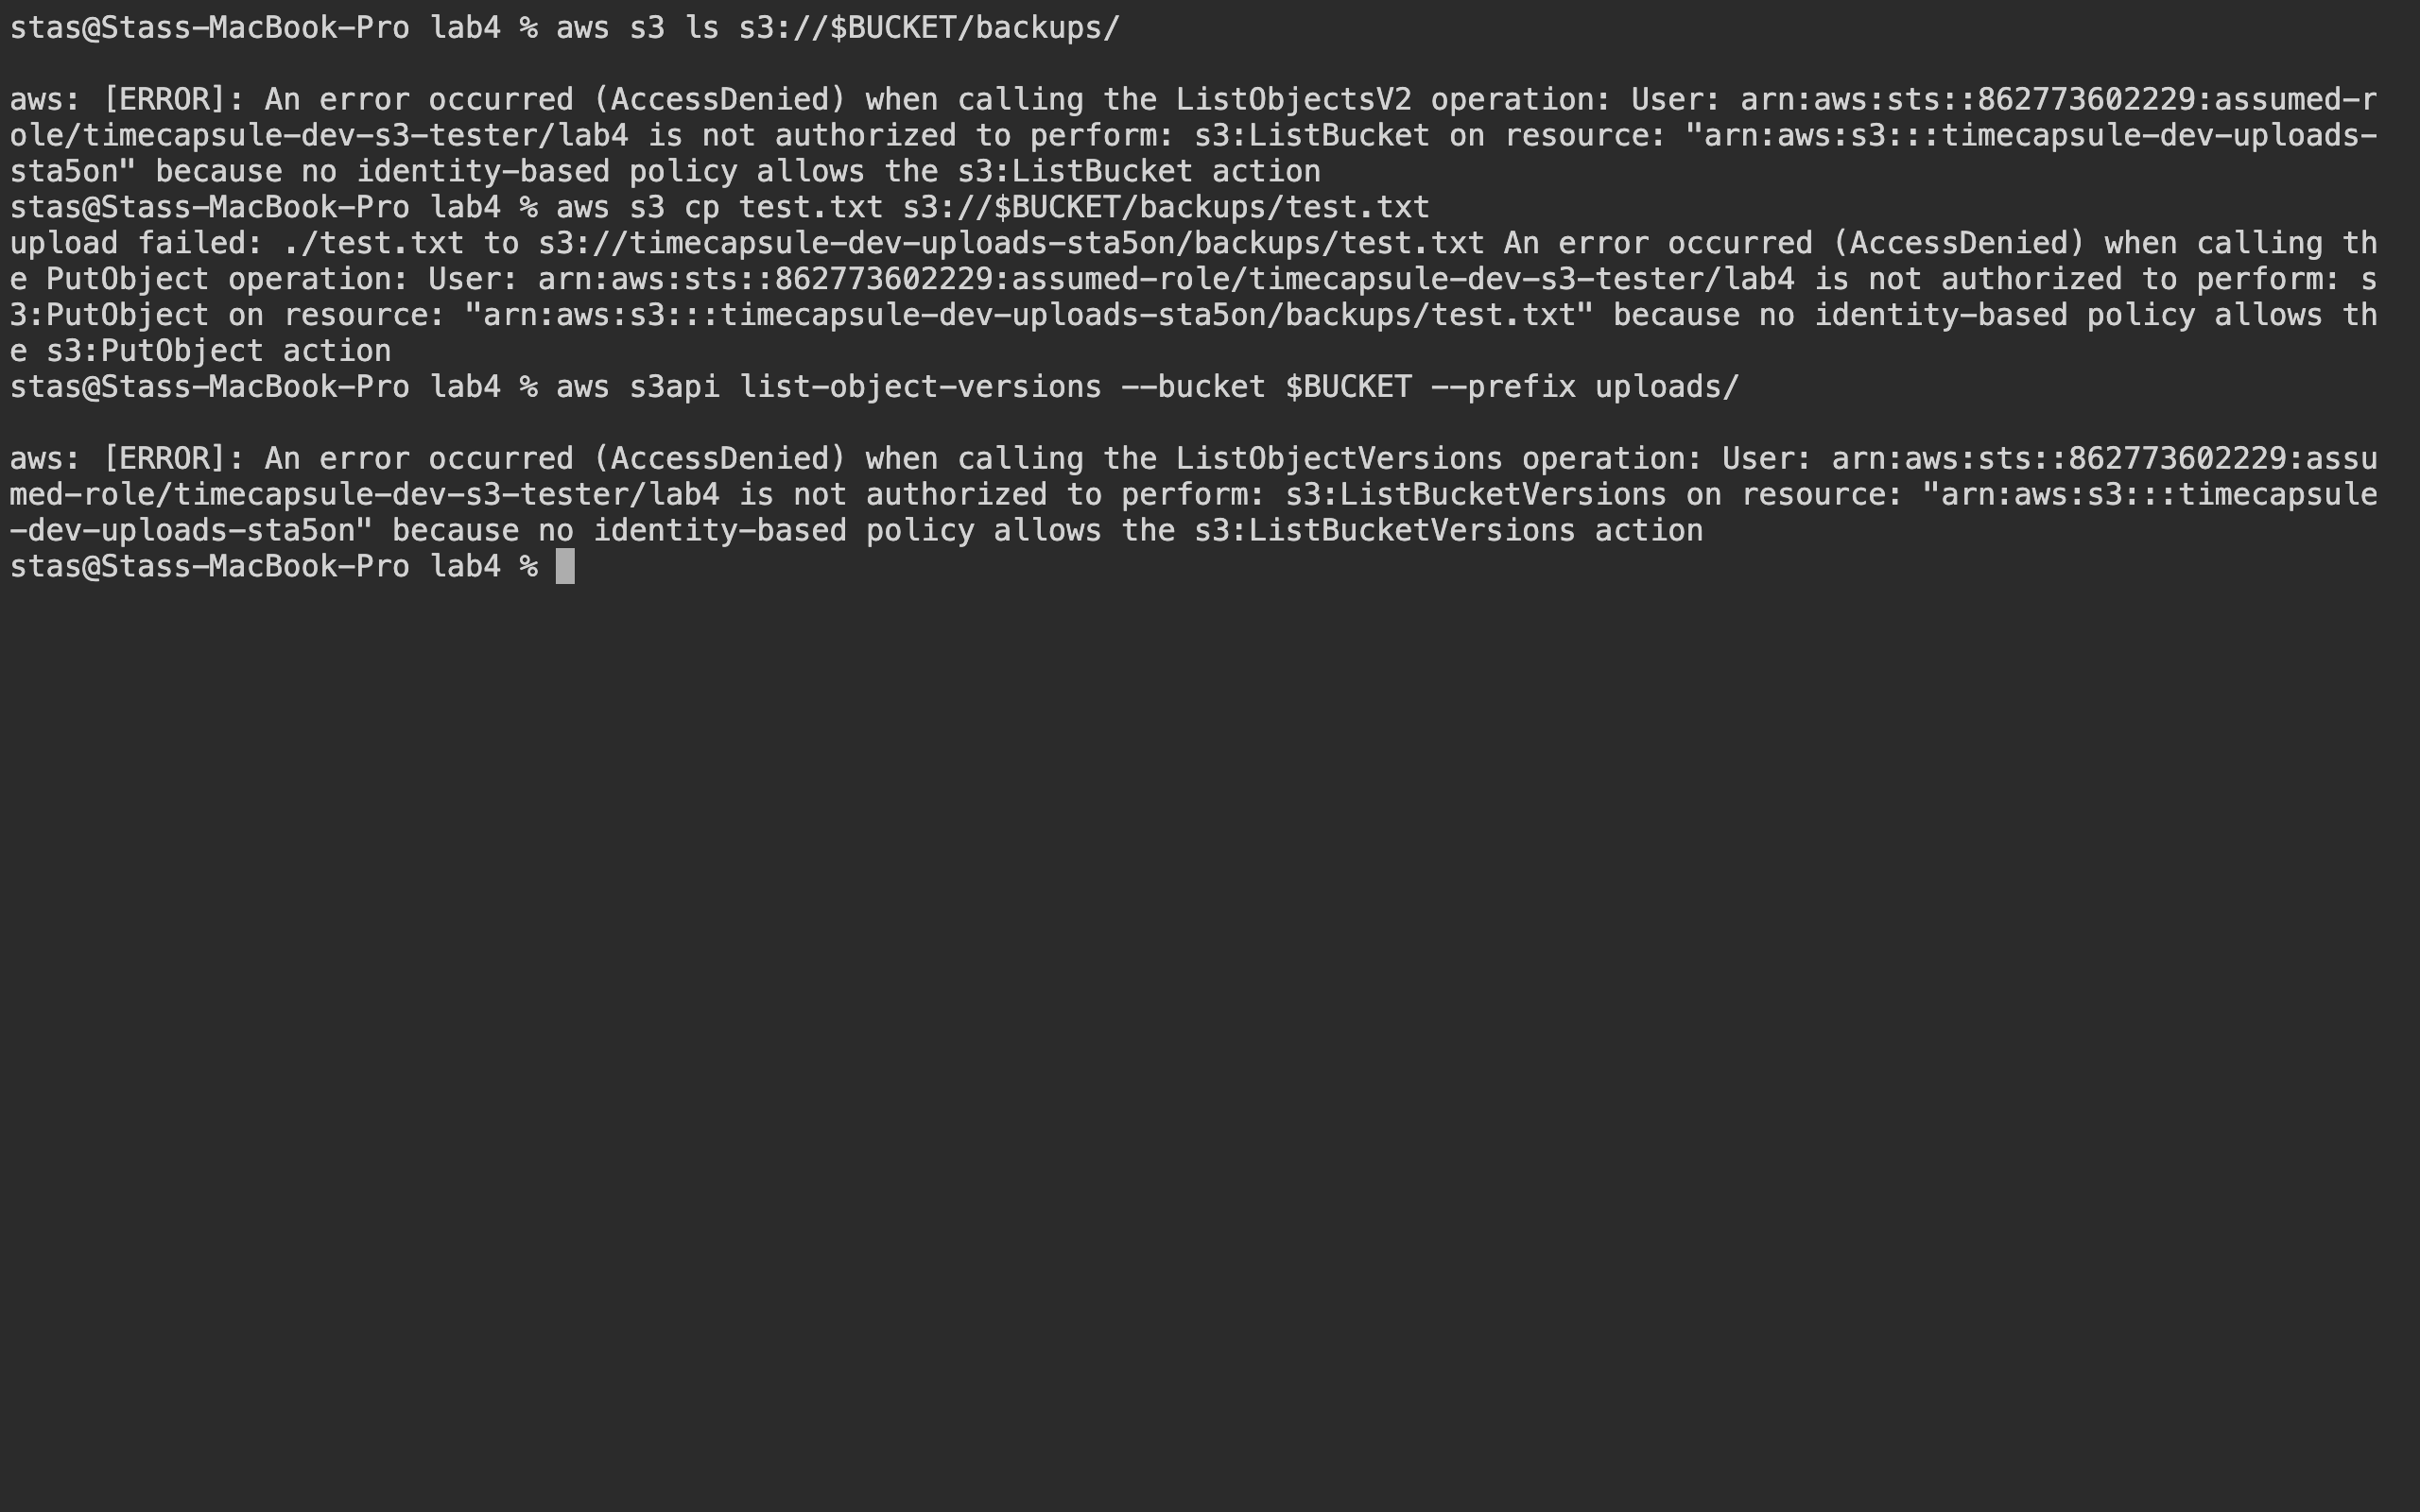 stas@Stass-MacBook-Pro lab4 % aws s3 ls s3://$BUCKET/backups/
aws: [ERROR]: An error occurred (AccessDenied) when calling the ListObjectsV2 operation: User: arn:aws:sts::862773602229:assumed-r
ole/timecapsule-dev-s3-tester/lab4 is not authorized to perform: s3:ListBucket on resource: "arn:aws:s3:::timecapsule-dev-uploads-
sta5on" because no identity-based policy allows the s3:ListBucket action
stas@Stass-MacBook-Pro lab4 % aws s3 cp test.txt s3://$BUCKET/backups/test.txt
upload failed: ./test.txt to s3://timecapsule-dev-uploads-sta5on/backups/test.txt An error occurred (AccessDenied) when calling th
e PutObject operation: User: arn:aws:sts::862773602229:assumed-role/timecapsule-dev-s3-tester/lab4 is not authorized to perform: s
3:PutObject on resource: "arn:aws:s3:::timecapsule-dev-uploads-sta5on/backups/test.txt" because no identity-based policy allows th
e s3:PutObject action
stas@Stass-MacBook-Pro lab4 % aws s3api list-object-versions --bucket $BUCKET --prefix uploads/
aws: [ERROR]: An error occurred (AccessDenied) when calling the ListObjectVersions operation: User: arn:aws:sts::862773602229:assu
med-role/timecapsule-dev-s3-tester/lab4 is not authorized to perform: s3:ListBucketVersions on resource: "arn:aws:s3:::timecapsule
-dev-uploads-sta5on" because no identity-based policy allows the s3:ListBucketVersions action
stas@Stass-MacBook-Pro lab4 %